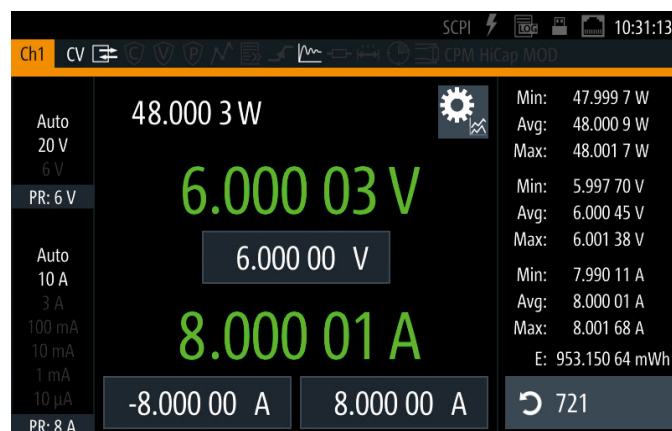 SCPI LOG 10:31:13
Ch1 CV C V P CPM HiCap MOD
Auto
20 V
6 V
PR: 6 V
Auto
10 A
3 A
100 mA
10 mA
1 mA
10 µA
PR: 8 A
48.000 3 W
6.000 03 V
6.000 00 V
8.000 01 A
-8.000 00 A 8.000 00 A
Min: 47.999 7 W
Avg: 48.000 9 W
Max: 48.001 7 W
Min: 5.997 70 V
Avg: 6.000 45 V
Max: 6.001 38 V
Min: 7.990 11 A
Avg: 8.000 01 A
Max: 8.001 68 A
E: 953.150 64 mWh
721